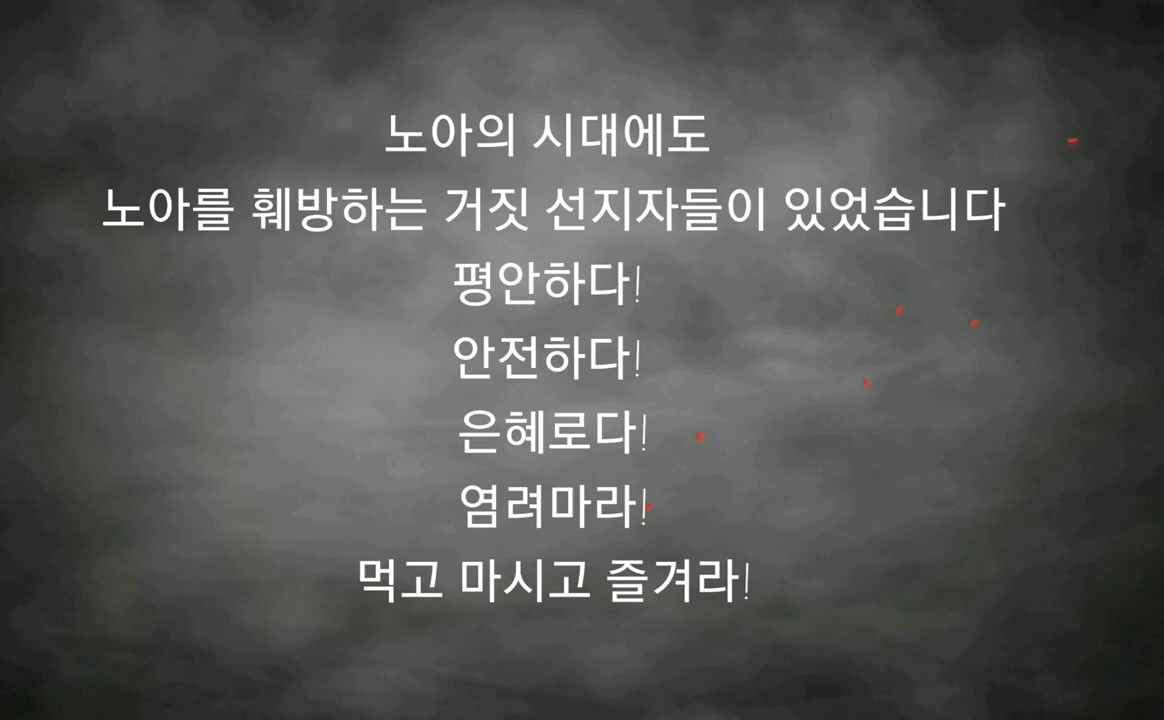 노아의 시대에도
노아를 훼방하는 거짓 선지자들이 있었습니다
평안하다!
안전하다!
은혜로다!
염려마라!
먹고 마시고 즐겨라!